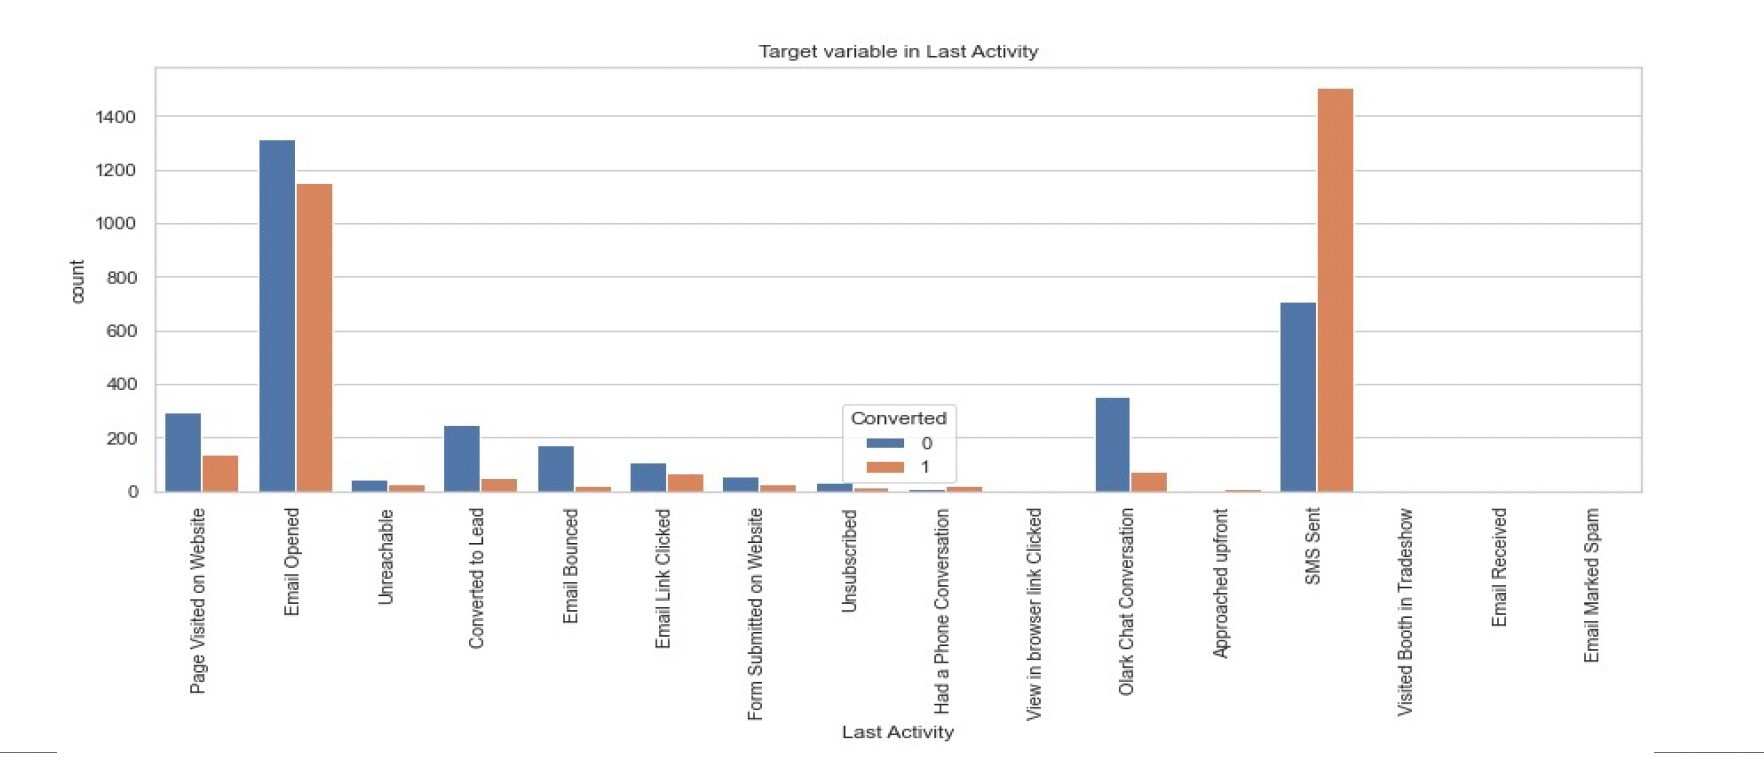 Target variable in Last Activity
1400
1200
1000
800
600
400
200
0
count
Converted
0
1
Page Visited on Website
Email Opened
Unreachable
Converted to Lead
Email Bounced
Email Link Clicked
Form Submitted on Website
Unsubscribed
Had a Phone Conversation
View in browser link Clicked
Olark Chat Conversation
Approached upfront
SMS Sent
Visited Booth in Tradeshow
Email Received
Email Marked Spam
Last Activity